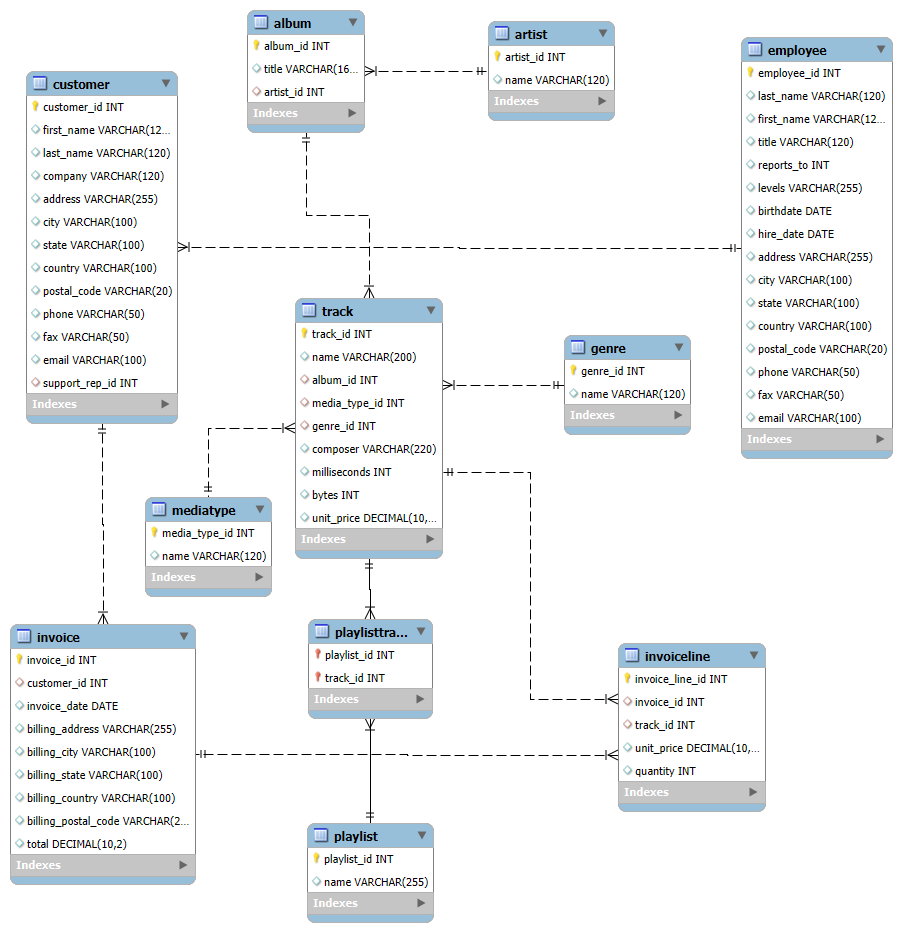 album
album_id INT
title VARCHAR(16...
artist_id INT
Indexes
artist
artist_id INT
name VARCHAR(120)
Indexes
employee
employee_id INT
last_name VARCHAR(120)
first_name VARCHAR(12...
title VARCHAR(120)
reports_to INT
levels VARCHAR(255)
birthdate DATE
hire_date DATE
address VARCHAR(255)
city VARCHAR(100)
state VARCHAR(100)
country VARCHAR(100)
postal_code VARCHAR(20)
phone VARCHAR(50)
fax VARCHAR(50)
email VARCHAR(100)
Indexes
customer
customer_id INT
first_name VARCHAR(12...
last_name VARCHAR(120)
company VARCHAR(120)
address VARCHAR(255)
city VARCHAR(100)
state VARCHAR(100)
country VARCHAR(100)
postal_code VARCHAR(20)
phone VARCHAR(50)
fax VARCHAR(50)
email VARCHAR(100)
support_rep_id INT
Indexes
track
track_id INT
name VARCHAR(200)
album_id INT
media_type_id INT
genre_id INT
composer VARCHAR(220)
milliseconds INT
bytes INT
unit_price DECIMAL(10,...
Indexes
genre
genre_id INT
name VARCHAR(120)
Indexes
mediatype
media_type_id INT
name VARCHAR(120)
Indexes
invoice
invoice_id INT
customer_id INT
invoice_date DATE
billing_address VARCHAR(255)
billing_city VARCHAR(100)
billing_state VARCHAR(100)
billing_country VARCHAR(100)
billing_postal_code VARCHAR(2...
total DECIMAL(10,2)
Indexes
playlisttra...
playlist_id INT
track_id INT
Indexes
invoiceline
invoice_line_id INT
invoice_id INT
track_id INT
unit_price DECIMAL(10,...
quantity INT
Indexes
playlist
playlist_id INT
name VARCHAR(255)
Indexes